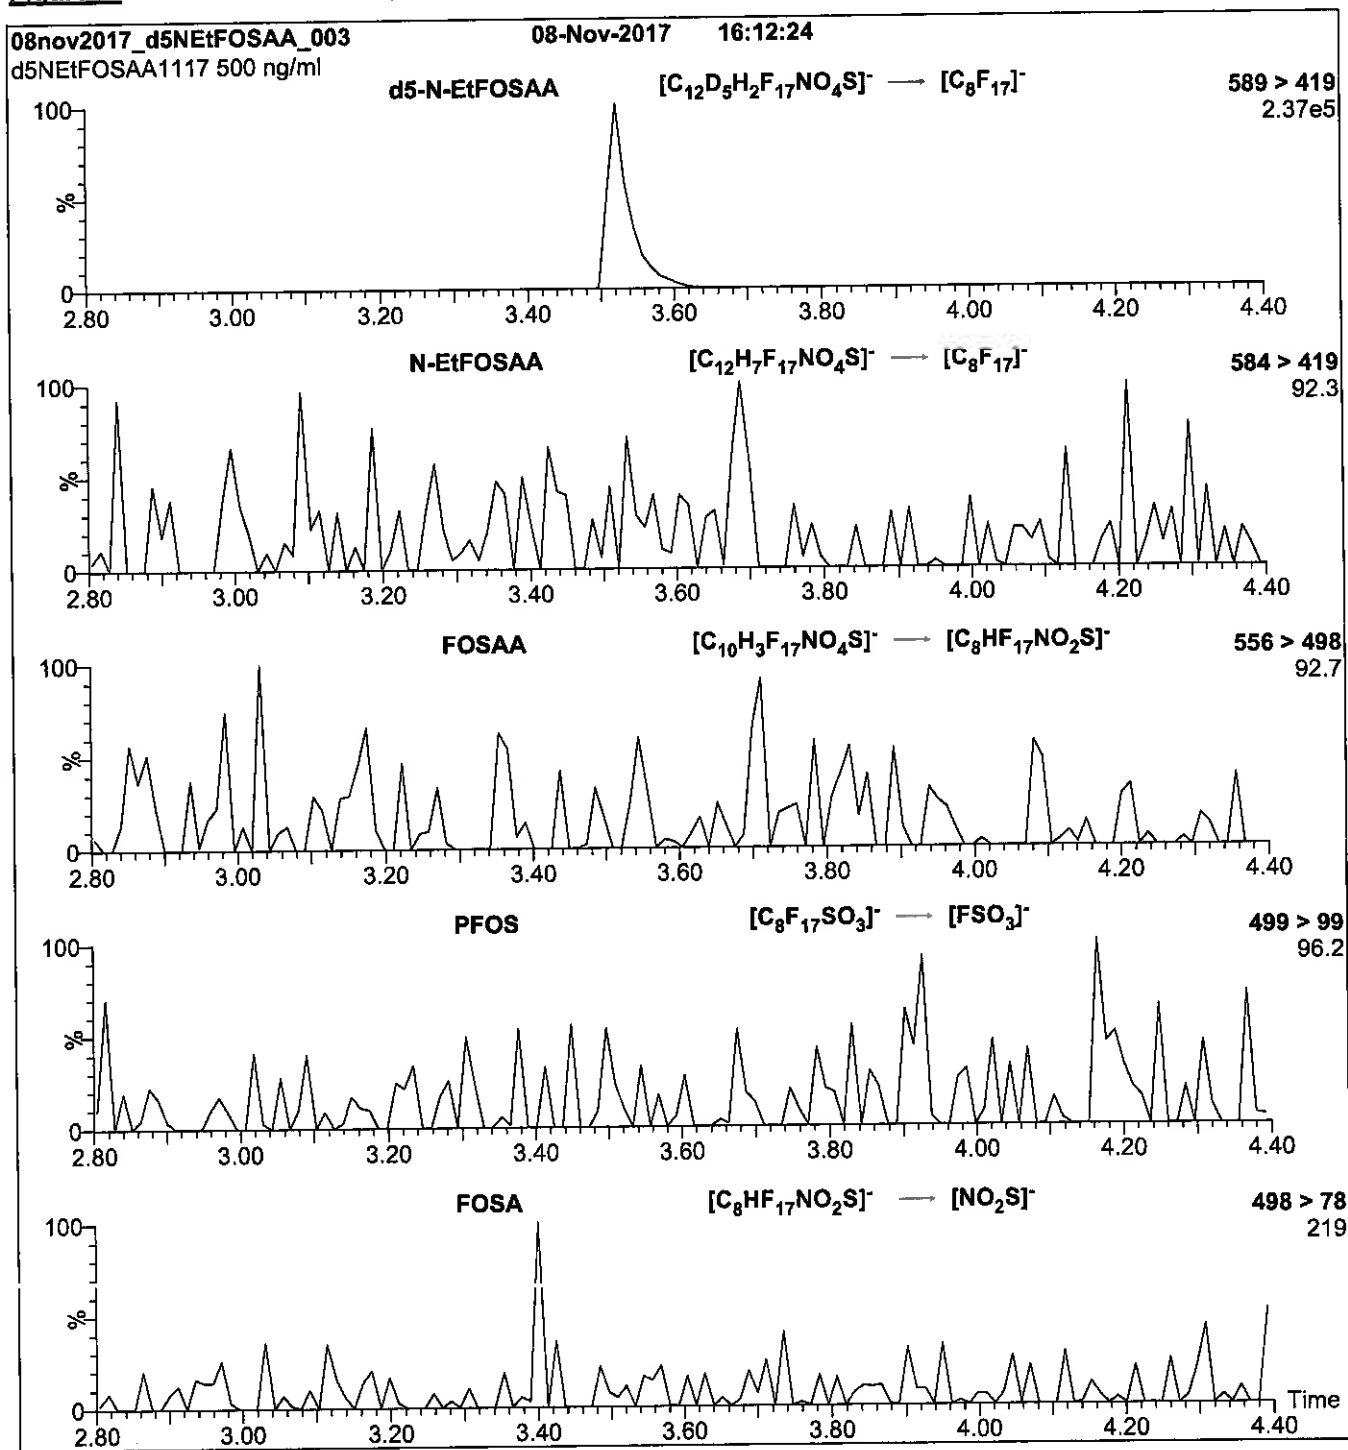 08nov2017_d5NEtFOSAA_003 08-Nov-2017 16:12:24
d5NEtFOSAA1117 500 ng/ml
d5-N-EtFOSAA [C12D5H2F17NO4S]- → [C8F17]- 589 > 419
2.37e5
100
%
0
2.80 3.00 3.20 3.40 3.60 3.80 4.00 4.20 4.40
N-EtFOSAA [C12H7F17NO4S]- → [C8F17]- 584 > 419
92.3
100
%
0
2.80 3.00 3.20 3.40 3.60 3.80 4.00 4.20 4.40
FOSAA [C10H3F17NO4S]- → [C8HF17NO2S]- 556 > 498
92.7
100
%
0
2.80 3.00 3.20 3.40 3.60 3.80 4.00 4.20 4.40
PFOS [C8F17SO3]- → [FSO3]- 499 > 99
96.2
100
%
0
2.80 3.00 3.20 3.40 3.60 3.80 4.00 4.20 4.40
FOSA [C8HF17NO2S]- → [NO2S]- 498 > 78
219
100
%
0
Time
2.80 3.00 3.20 3.40 3.60 3.80 4.00 4.20 4.40